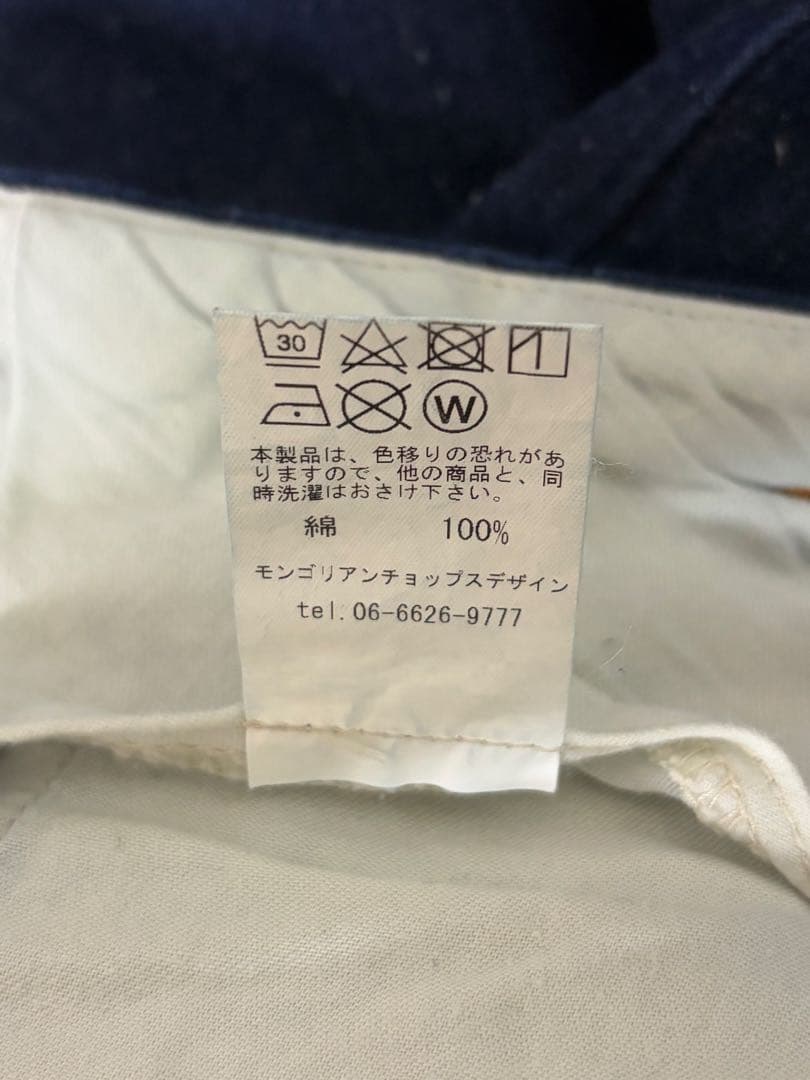 30
W
本製品は、色移りの恐れがあ
りますので、他の商品と、同
時洗濯はおさけ下さい。
綿 100%
モンゴリアンチョップスデザイン
tel. 06-6626-9777